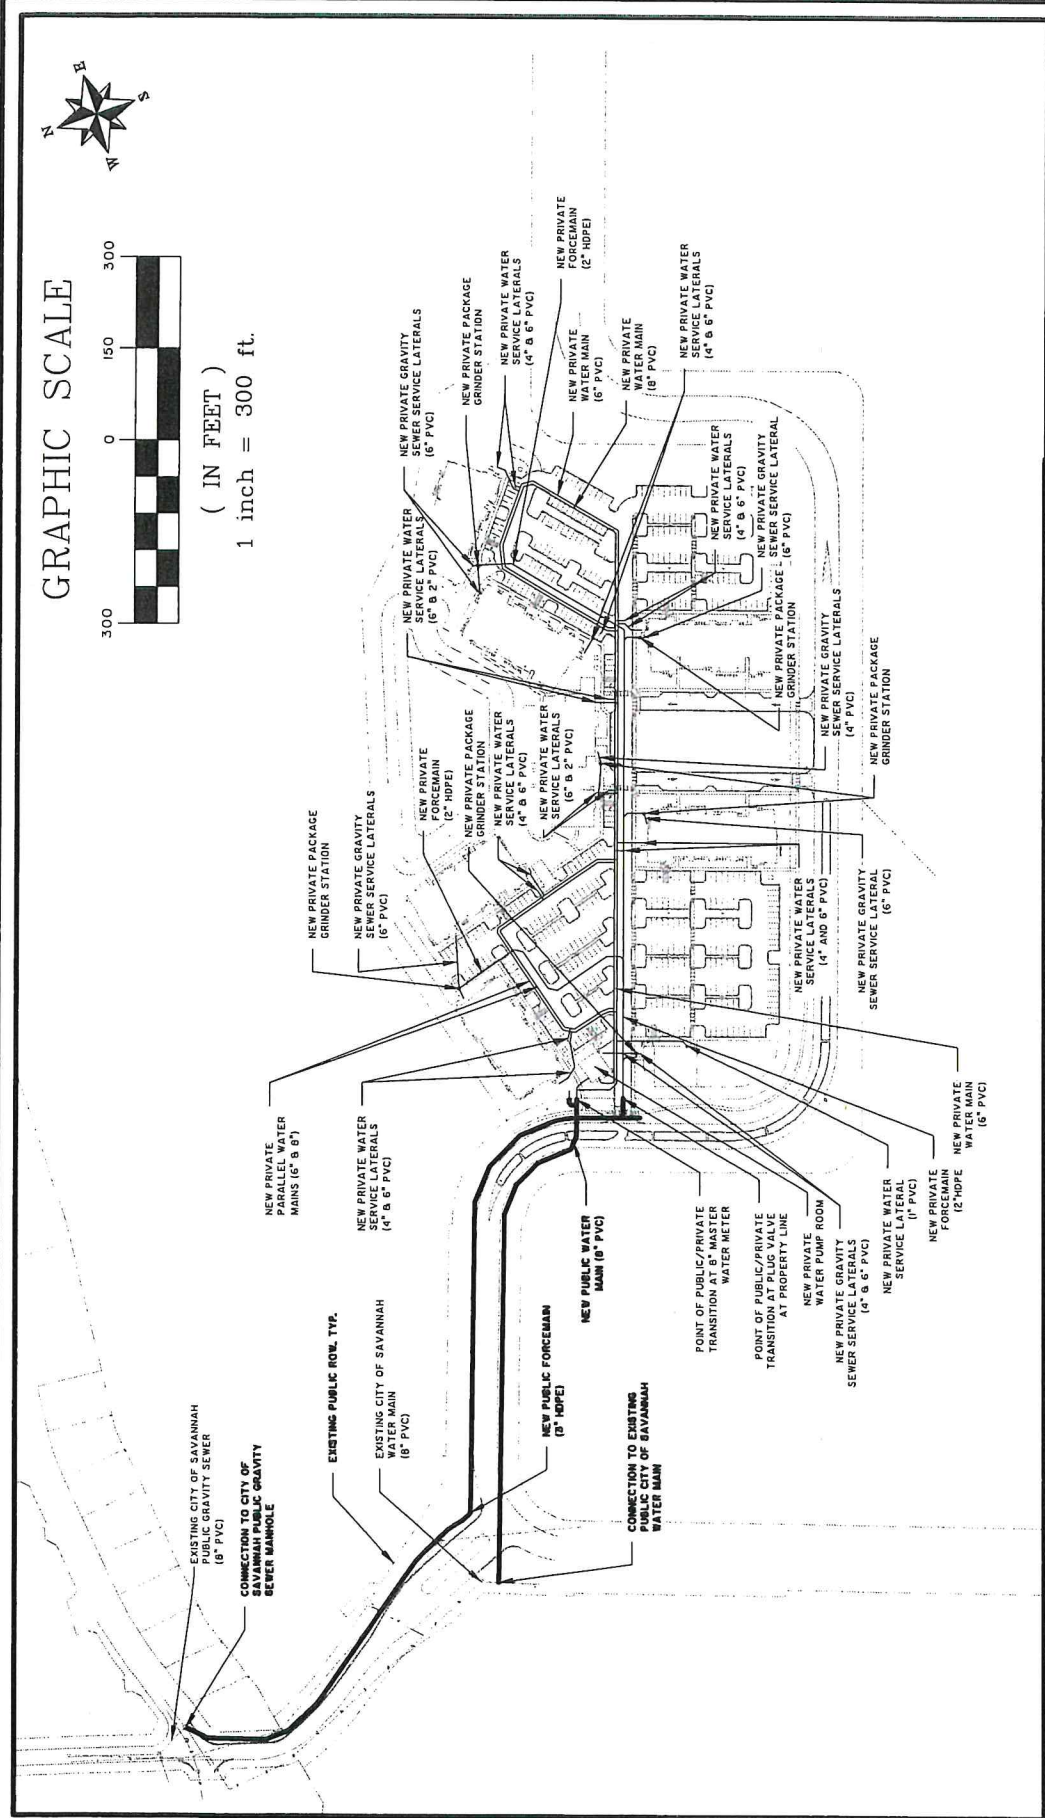 GRAPHIC SCALE
300
0
150
300
( IN FEET )
1 inch = 300 ft.
N
E
S
W
EXISTING CITY OF SAVANNAH
PUBLIC GRAVITY SEWER
(8" PVC)
CONNECTION TO CITY OF
SAVANNAH PUBLIC GRAVITY
SEWER MANHOLE
EXISTING PUBLIC ROW, TYP.
EXISTING CITY OF SAVANNAH
WATER MAIN
(8" PVC)
NEW PUBLIC FORCEMAIN
(3" HDPE)
CONNECTION TO EXISTING
PUBLIC CITY OF SAVANNAH
WATER MAIN
NEW PUBLIC WATER
MAIN (8" PVC)
NEW PRIVATE
PARALLEL WATER
MAINS (6" & 8")
NEW PRIVATE WATER
SERVICE LATERALS
(4" & 6" PVC)
NEW PRIVATE PACKAGE
GRINDER STATION
NEW PRIVATE GRAVITY
SEWER SERVICE LATERALS
(6" PVC)
NEW PRIVATE
FORCEMAIN
(2" HDPE)
NEW PRIVATE PACKAGE
GRINDER STATION
NEW PRIVATE WATER
SERVICE LATERALS
(4" & 6" PVC)
NEW PRIVATE WATER
SERVICE LATERALS
(6" & 2" PVC)
NEW PRIVATE WATER
SERVICE LATERALS
(6" & 2" PVC)
NEW PRIVATE GRAVITY
SEWER SERVICE LATERALS
(6" PVC)
NEW PRIVATE PACKAGE
GRINDER STATION
NEW PRIVATE WATER
SERVICE LATERALS
(4" & 6" PVC)
NEW PRIVATE
FORCEMAIN
(2" HDPE)
NEW PRIVATE
WATER MAIN
(6" PVC)
NEW PRIVATE
WATER MAIN
(8" PVC)
NEW PRIVATE WATER
SERVICE LATERALS
(4" & 6" PVC)
NEW PRIVATE WATER
SERVICE LATERALS
(4" & 6" PVC)
NEW PRIVATE GRAVITY
SEWER SERVICE LATERAL
(6" PVC)
NEW PRIVATE PACKAGE
GRINDER STATION
NEW PRIVATE GRAVITY
SEWER SERVICE LATERALS
(4" PVC)
NEW PRIVATE PACKAGE
GRINDER STATION
NEW PRIVATE WATER
SERVICE LATERALS
(4" AND 6" PVC)
NEW PRIVATE GRAVITY
SEWER SERVICE LATERAL
(6" PVC)
POINT OF PUBLIC/PRIVATE
TRANSITION AT 8" MASTER
WATER METER
POINT OF PUBLIC/PRIVATE
TRANSITION AT PLUG VALVE
AT PROPERTY LINE
NEW PRIVATE
WATER PUMP ROOM
NEW PRIVATE GRAVITY
SEWER SERVICE LATERALS
(4" & 6" PVC)
NEW PRIVATE WATER
SERVICE LATERAL
(1" PVC)
NEW PRIVATE
FORCEMAIN
(2"HDPE
NEW PRIVATE
WATER MAIN
(6" PVC)